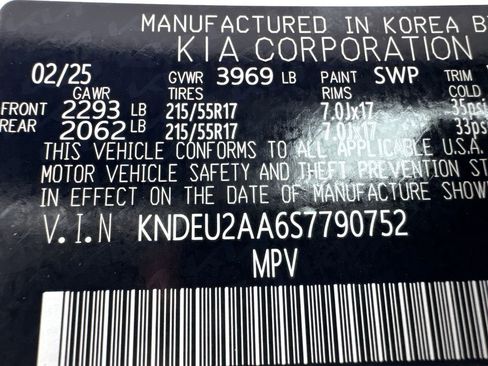 MANUFACTURED IN KOREA B
KIA CORPORATION
02/25 GVWR 3969 LB PAINT SWP TRIM
GAWR TIRES RIMS COLD
FRONT 2293 LB 215/55R17 7.0Jx17 35psi
REAR 2062 LB 215/55R17 7.0Jx17 33psi
THIS VEHICLE CONFORMS TO ALL APPLICABLE U.S.A.
MOTOR VEHICLE SAFETY AND THEFT PREVENTION ST
IN EFFECT ON THE DATE OF MANUFACTURE SHOW
V.I.N KNDEU2AA6S7790752
MPV